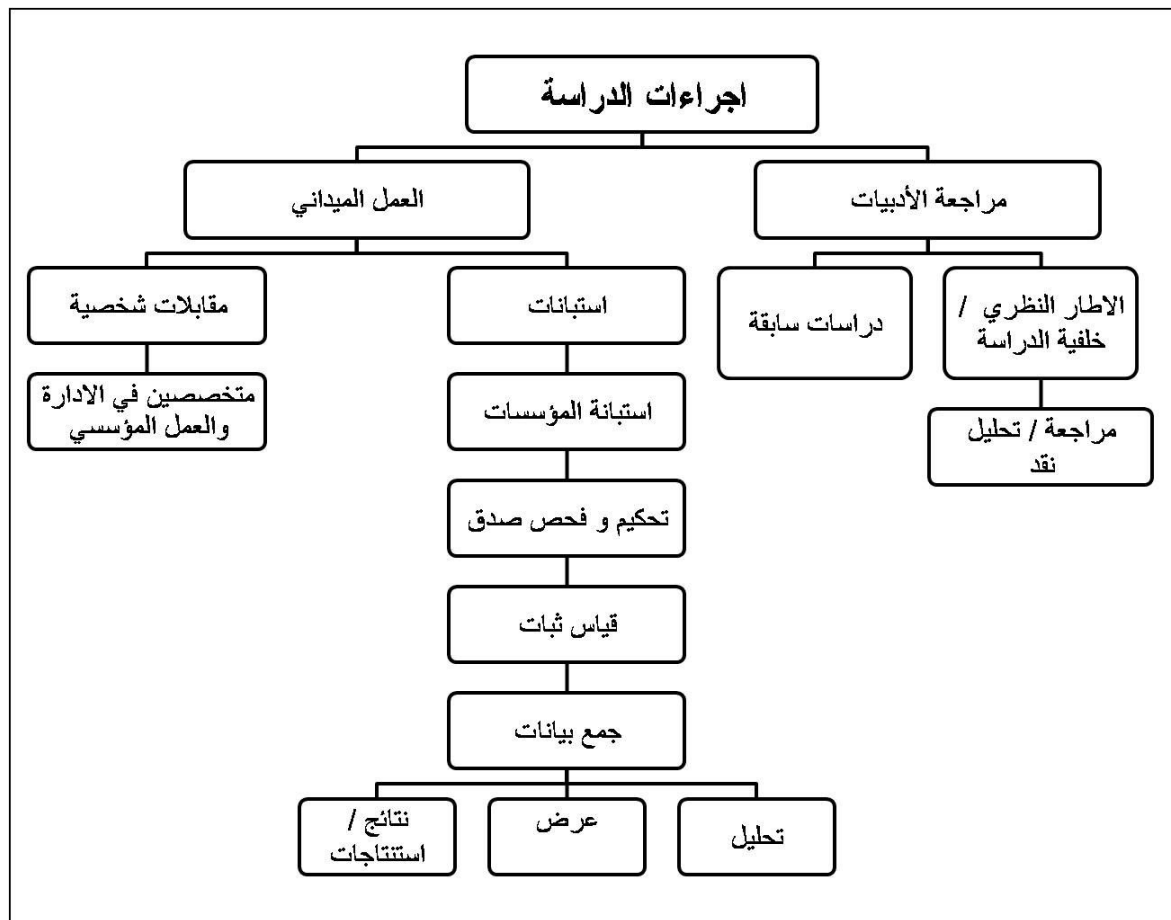 اجراءات الدراسة
مراجعة الأدبيات
العمل الميداني
الاطار النظري /
خلفية الدراسة
دراسات سابقة
استبانات
مقابلات شخصية
مراجعة / تحليل
نقد
استبانة المؤسسات
متخصصين في الادارة
والعمل المؤسسي
تحكيم و فحص صدق
قياس ثبات
جمع بيانات
تحليل
عرض
نتائج /
استنتاجات